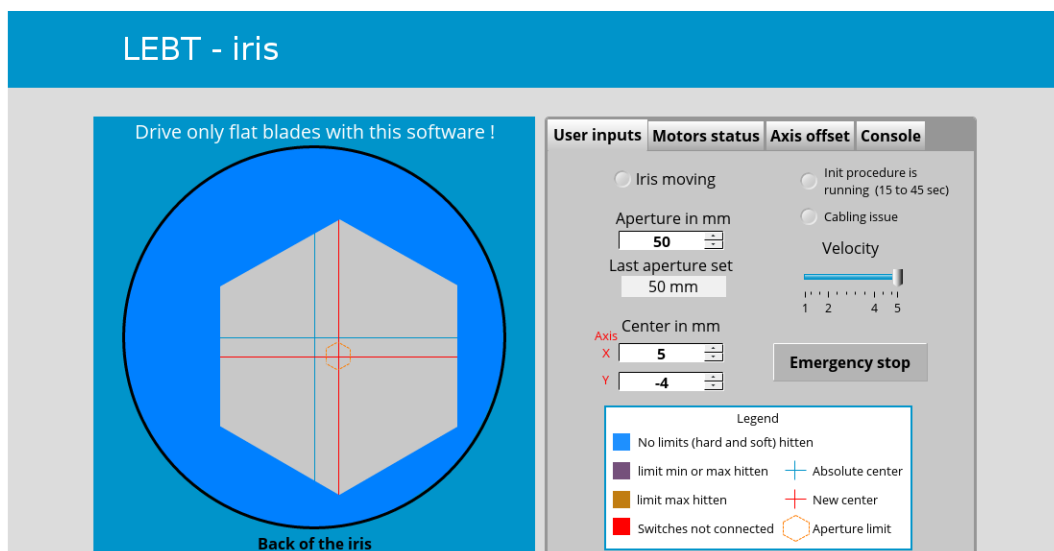 LEBT - iris
Drive only flat blades with this software !
Back of the iris
User inputs Motors status Axis offset Console
Iris moving
Init procedure is
running (15 to 45 sec)
Cabling issue
Aperture in mm
50
Last aperture set
50 mm
Velocity
1 2 4 5
Center in mm
Axis
X 5
Y -4
Emergency stop
Legend
No limits (hard and soft) hitten
limit min or max hitten
Absolute center
limit max hitten
New center
Switches not connected
Aperture limit